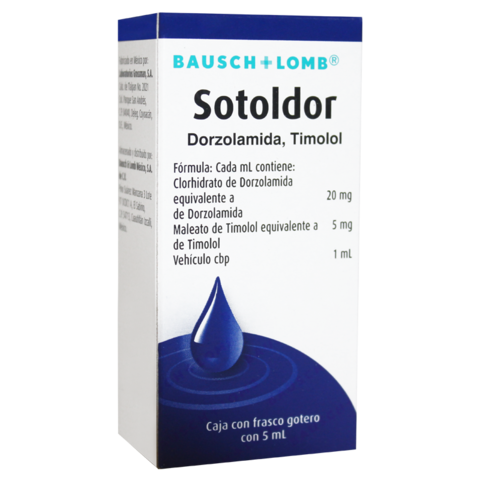 BAUSCH+LOMB®
Sotoldor
Dorzolamida, Timolol
Fórmula: Cada mL contiene:
Clorhidrato de Dorzolamida
equivalente a 20 mg
de Dorzolamida
Maleato de Timolol equivalente a 5 mg
de Timolol
Vehículo cbp 1 mL
Caja con frasco gotero
con 5 mL